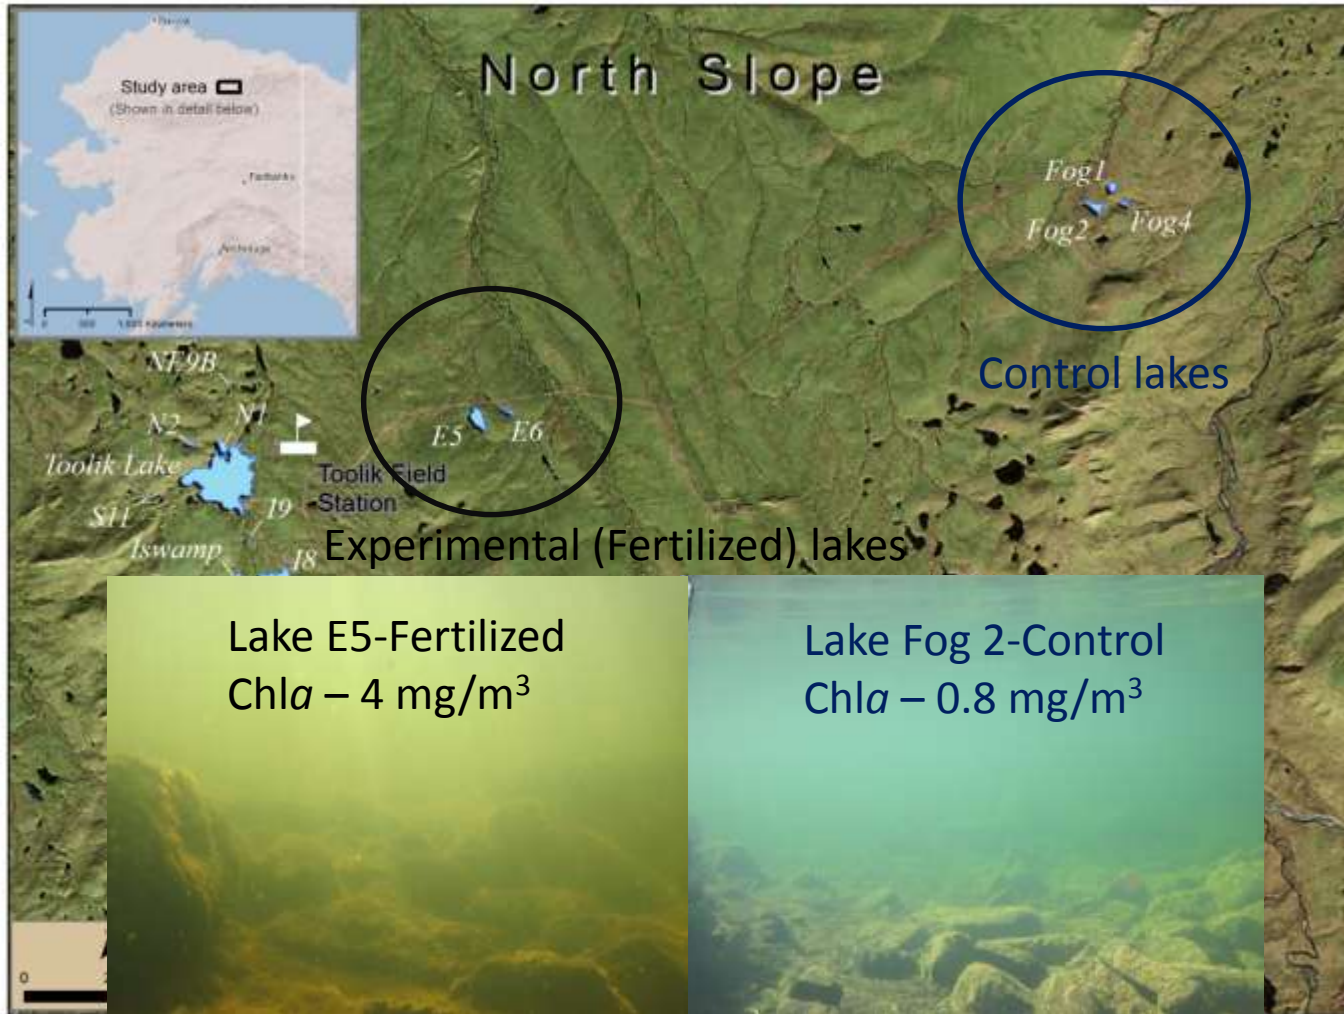 North Slope
Study area
(Shown in detail below)
Fairbanks
Anchorage
0
Fog1
Fog2
Fog4
Control lakes
NE9B
N2
N1
E5
E6
Toolik Lake
Toolik Field
Station
S11
I9
Iswamp
I8
Experimental (Fertilized) lakes
Lake E5-Fertilized
Chla – 4 mg/m³
Lake Fog 2-Control
Chla – 0.8 mg/m³
0